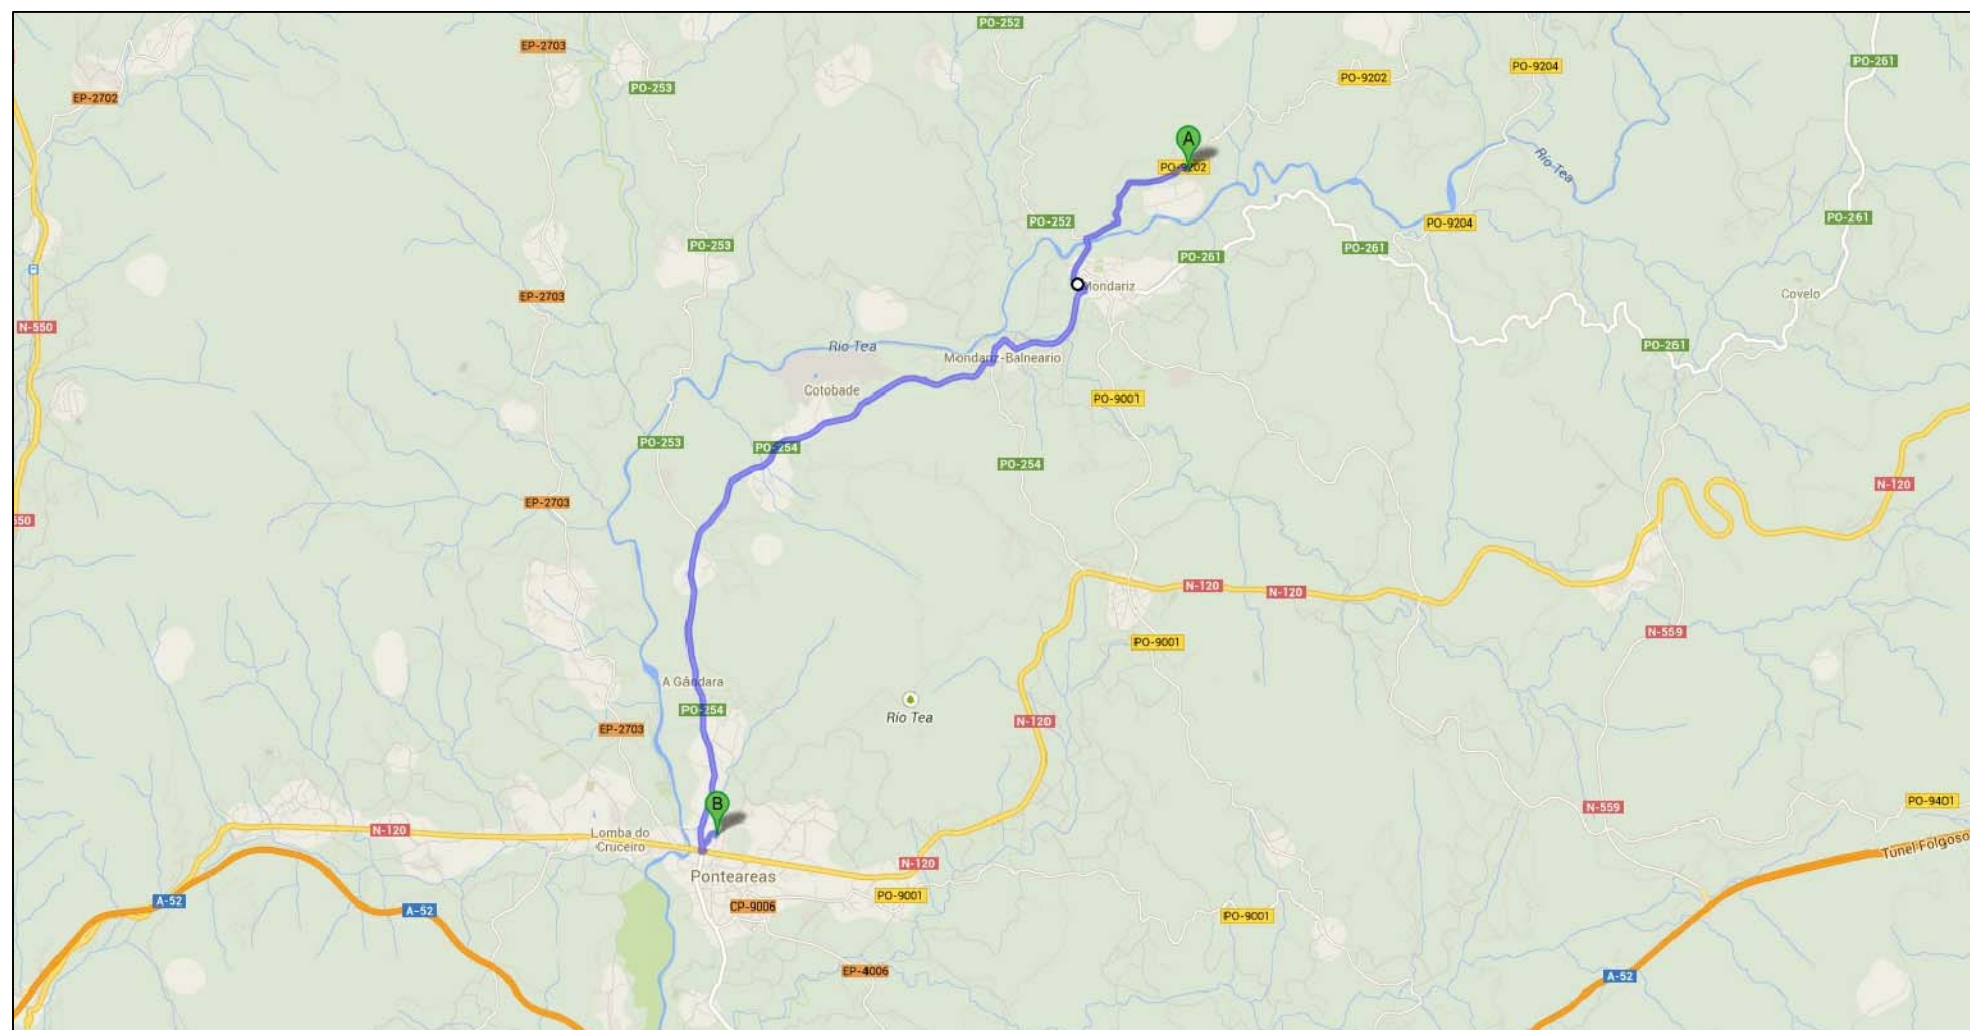 PO-252
EP-2703
PO-261
PO-9204
PO-9202
PO-253
EP-2702
A
PO-9202
Río Tea
PO-252
PO-261
PO-9204
PO-253
PO-261
PO-261
Mondariz
Covelo
EP-2703
N-550
Río Tea
PO-261
Mondariz-Balneario
Cotobade
PO-9001
PO-253
PO-254
PO-254
N-120
EP-2703
550
N-120
N-120
N-559
PO-9001
A Gándara
PO-254
Río Tea
N-120
EP-2703
B
PO-9401
N-559
N-120
Lomba do
Cruceiro
Túnel Folgoso
N-120
Ponteareas
PO-9001
A-52
CP-9006
A-52
PO-9001
EP-4006
A-52